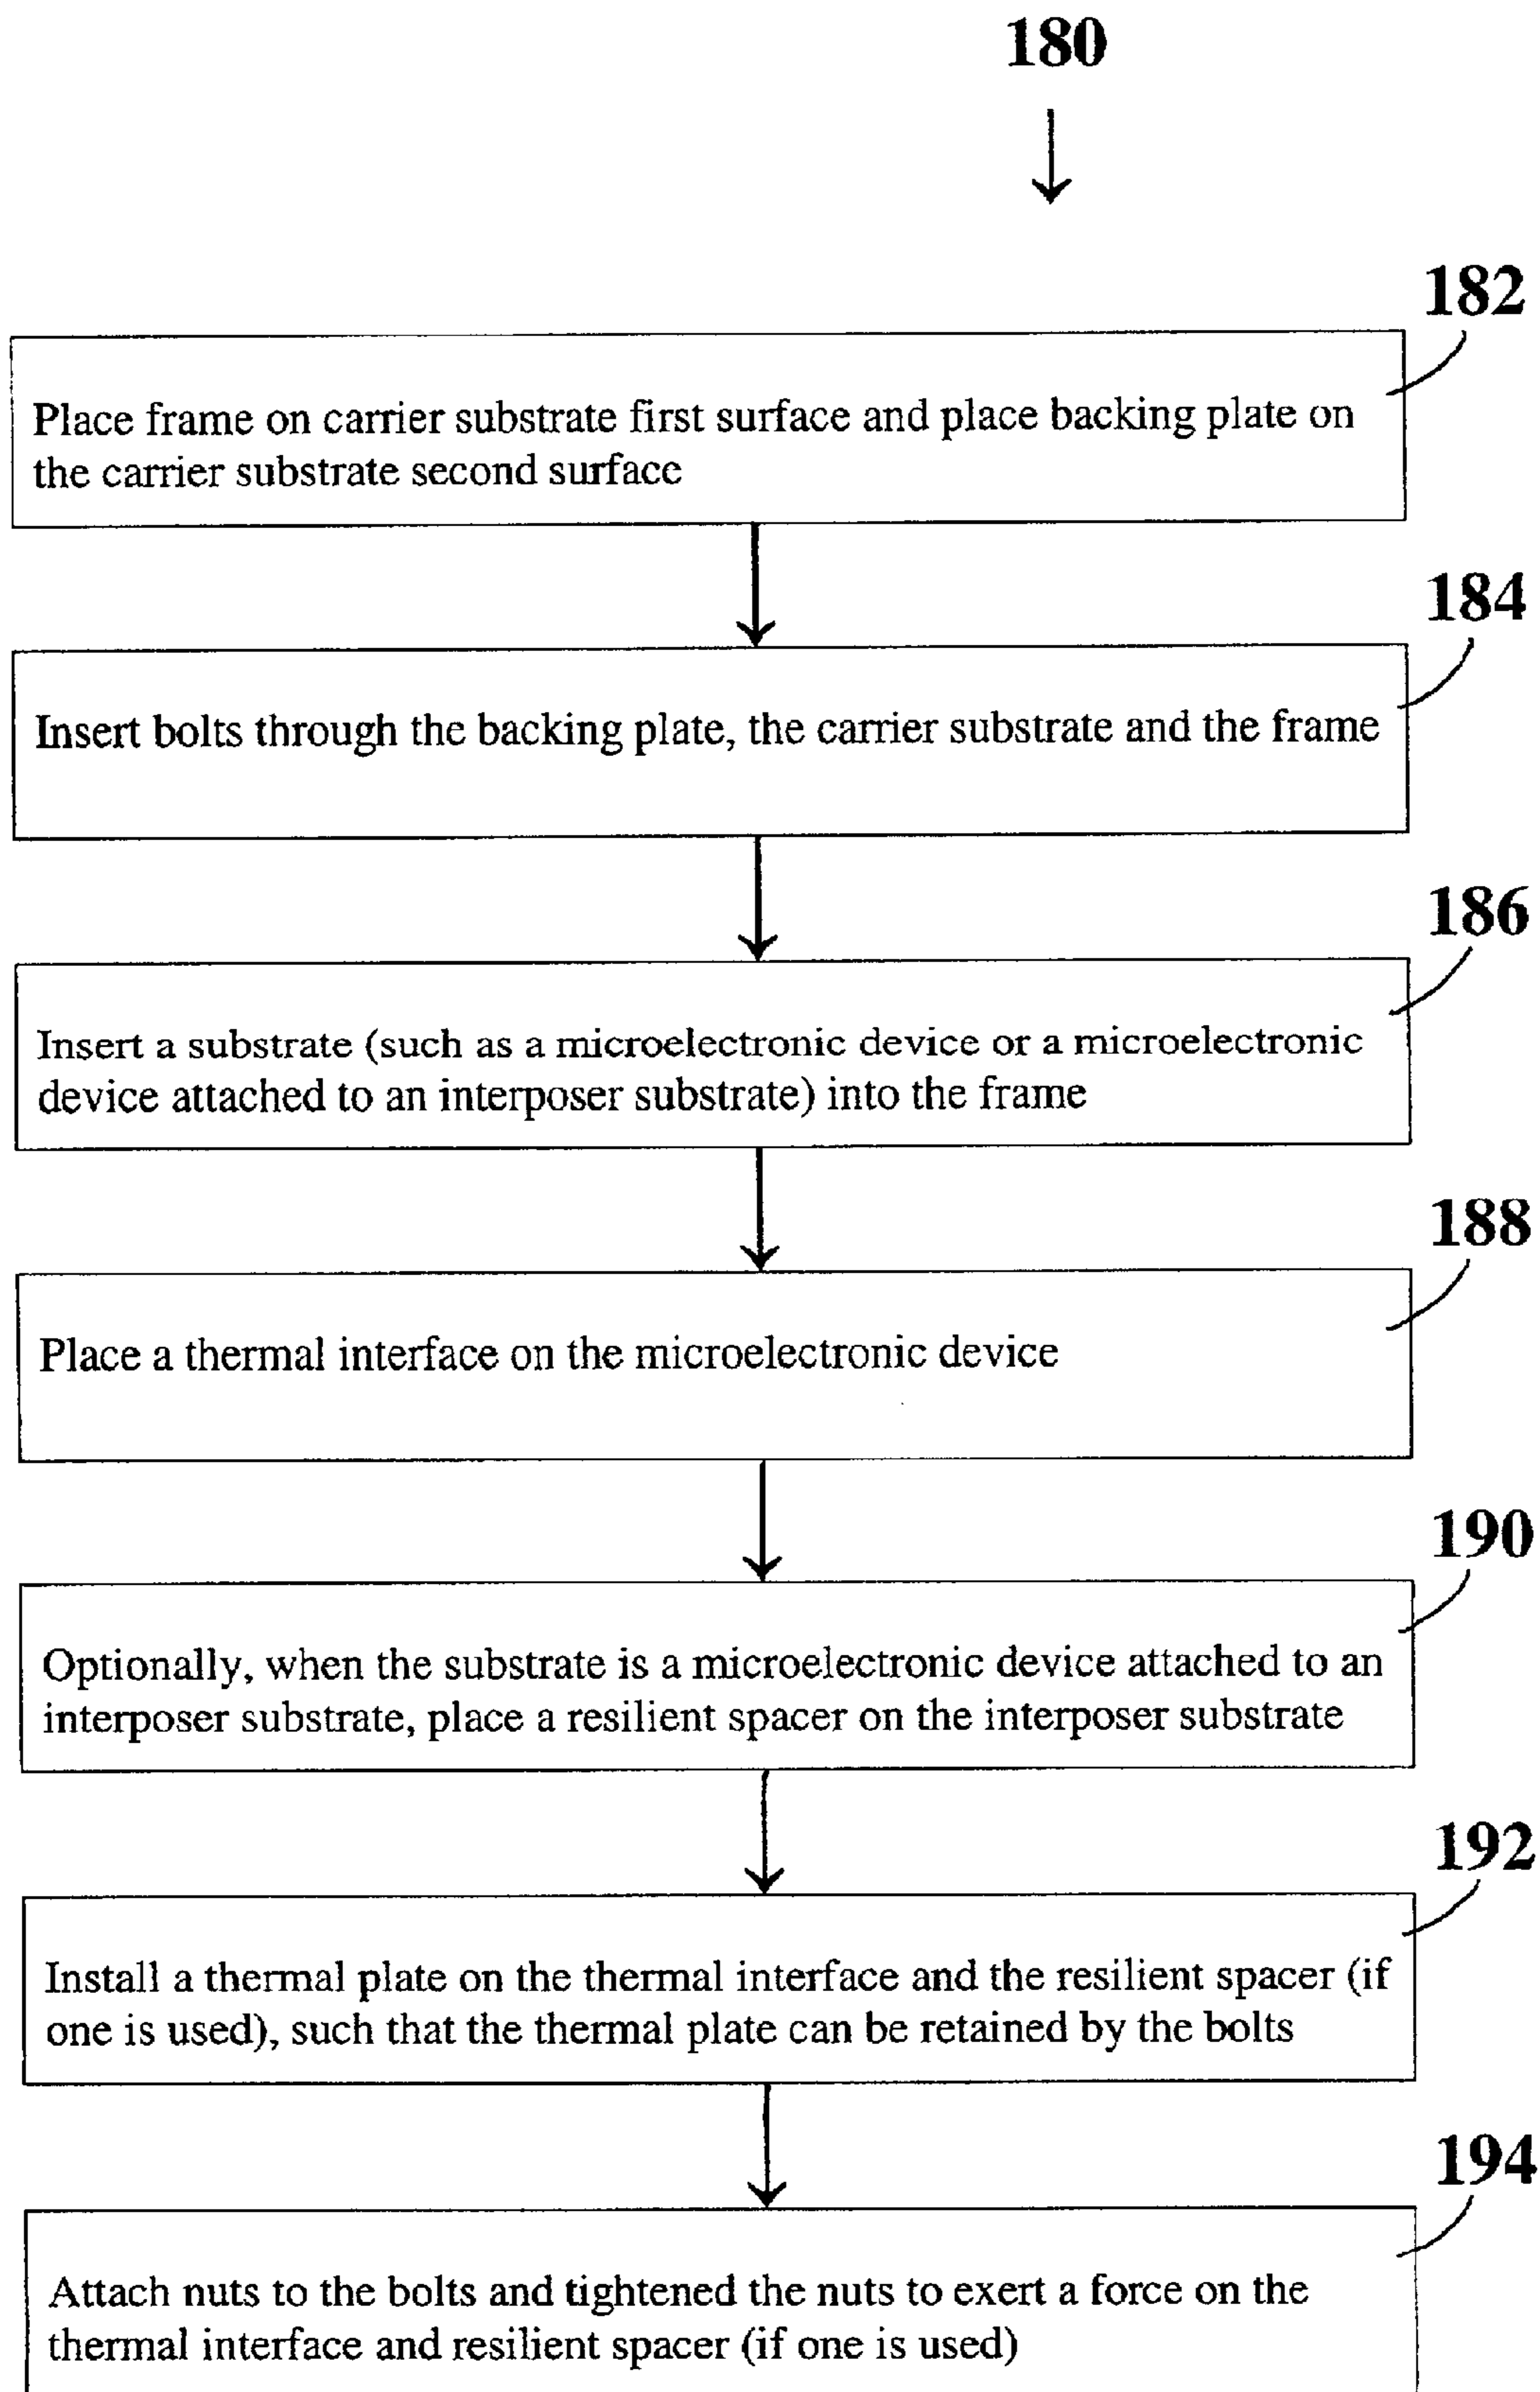 180
182
Place frame on carrier substrate first surface and place backing plate on
the carrier substrate second surface
184
Insert bolts through the backing plate, the carrier substrate and the frame
186
Insert a substrate (such as a microelectronic device or a microelectronic
device attached to an interposer substrate) into the frame
188
Place a thermal interface on the microelectronic device
190
Optionally, when the substrate is a microelectronic device attached to an
interposer substrate, place a resilient spacer on the interposer substrate
192
Install a thermal plate on the thermal interface and the resilient spacer (if
one is used), such that the thermal plate can be retained by the bolts
194
Attach nuts to the bolts and tightened the nuts to exert a force on the
thermal interface and resilient spacer (if one is used)